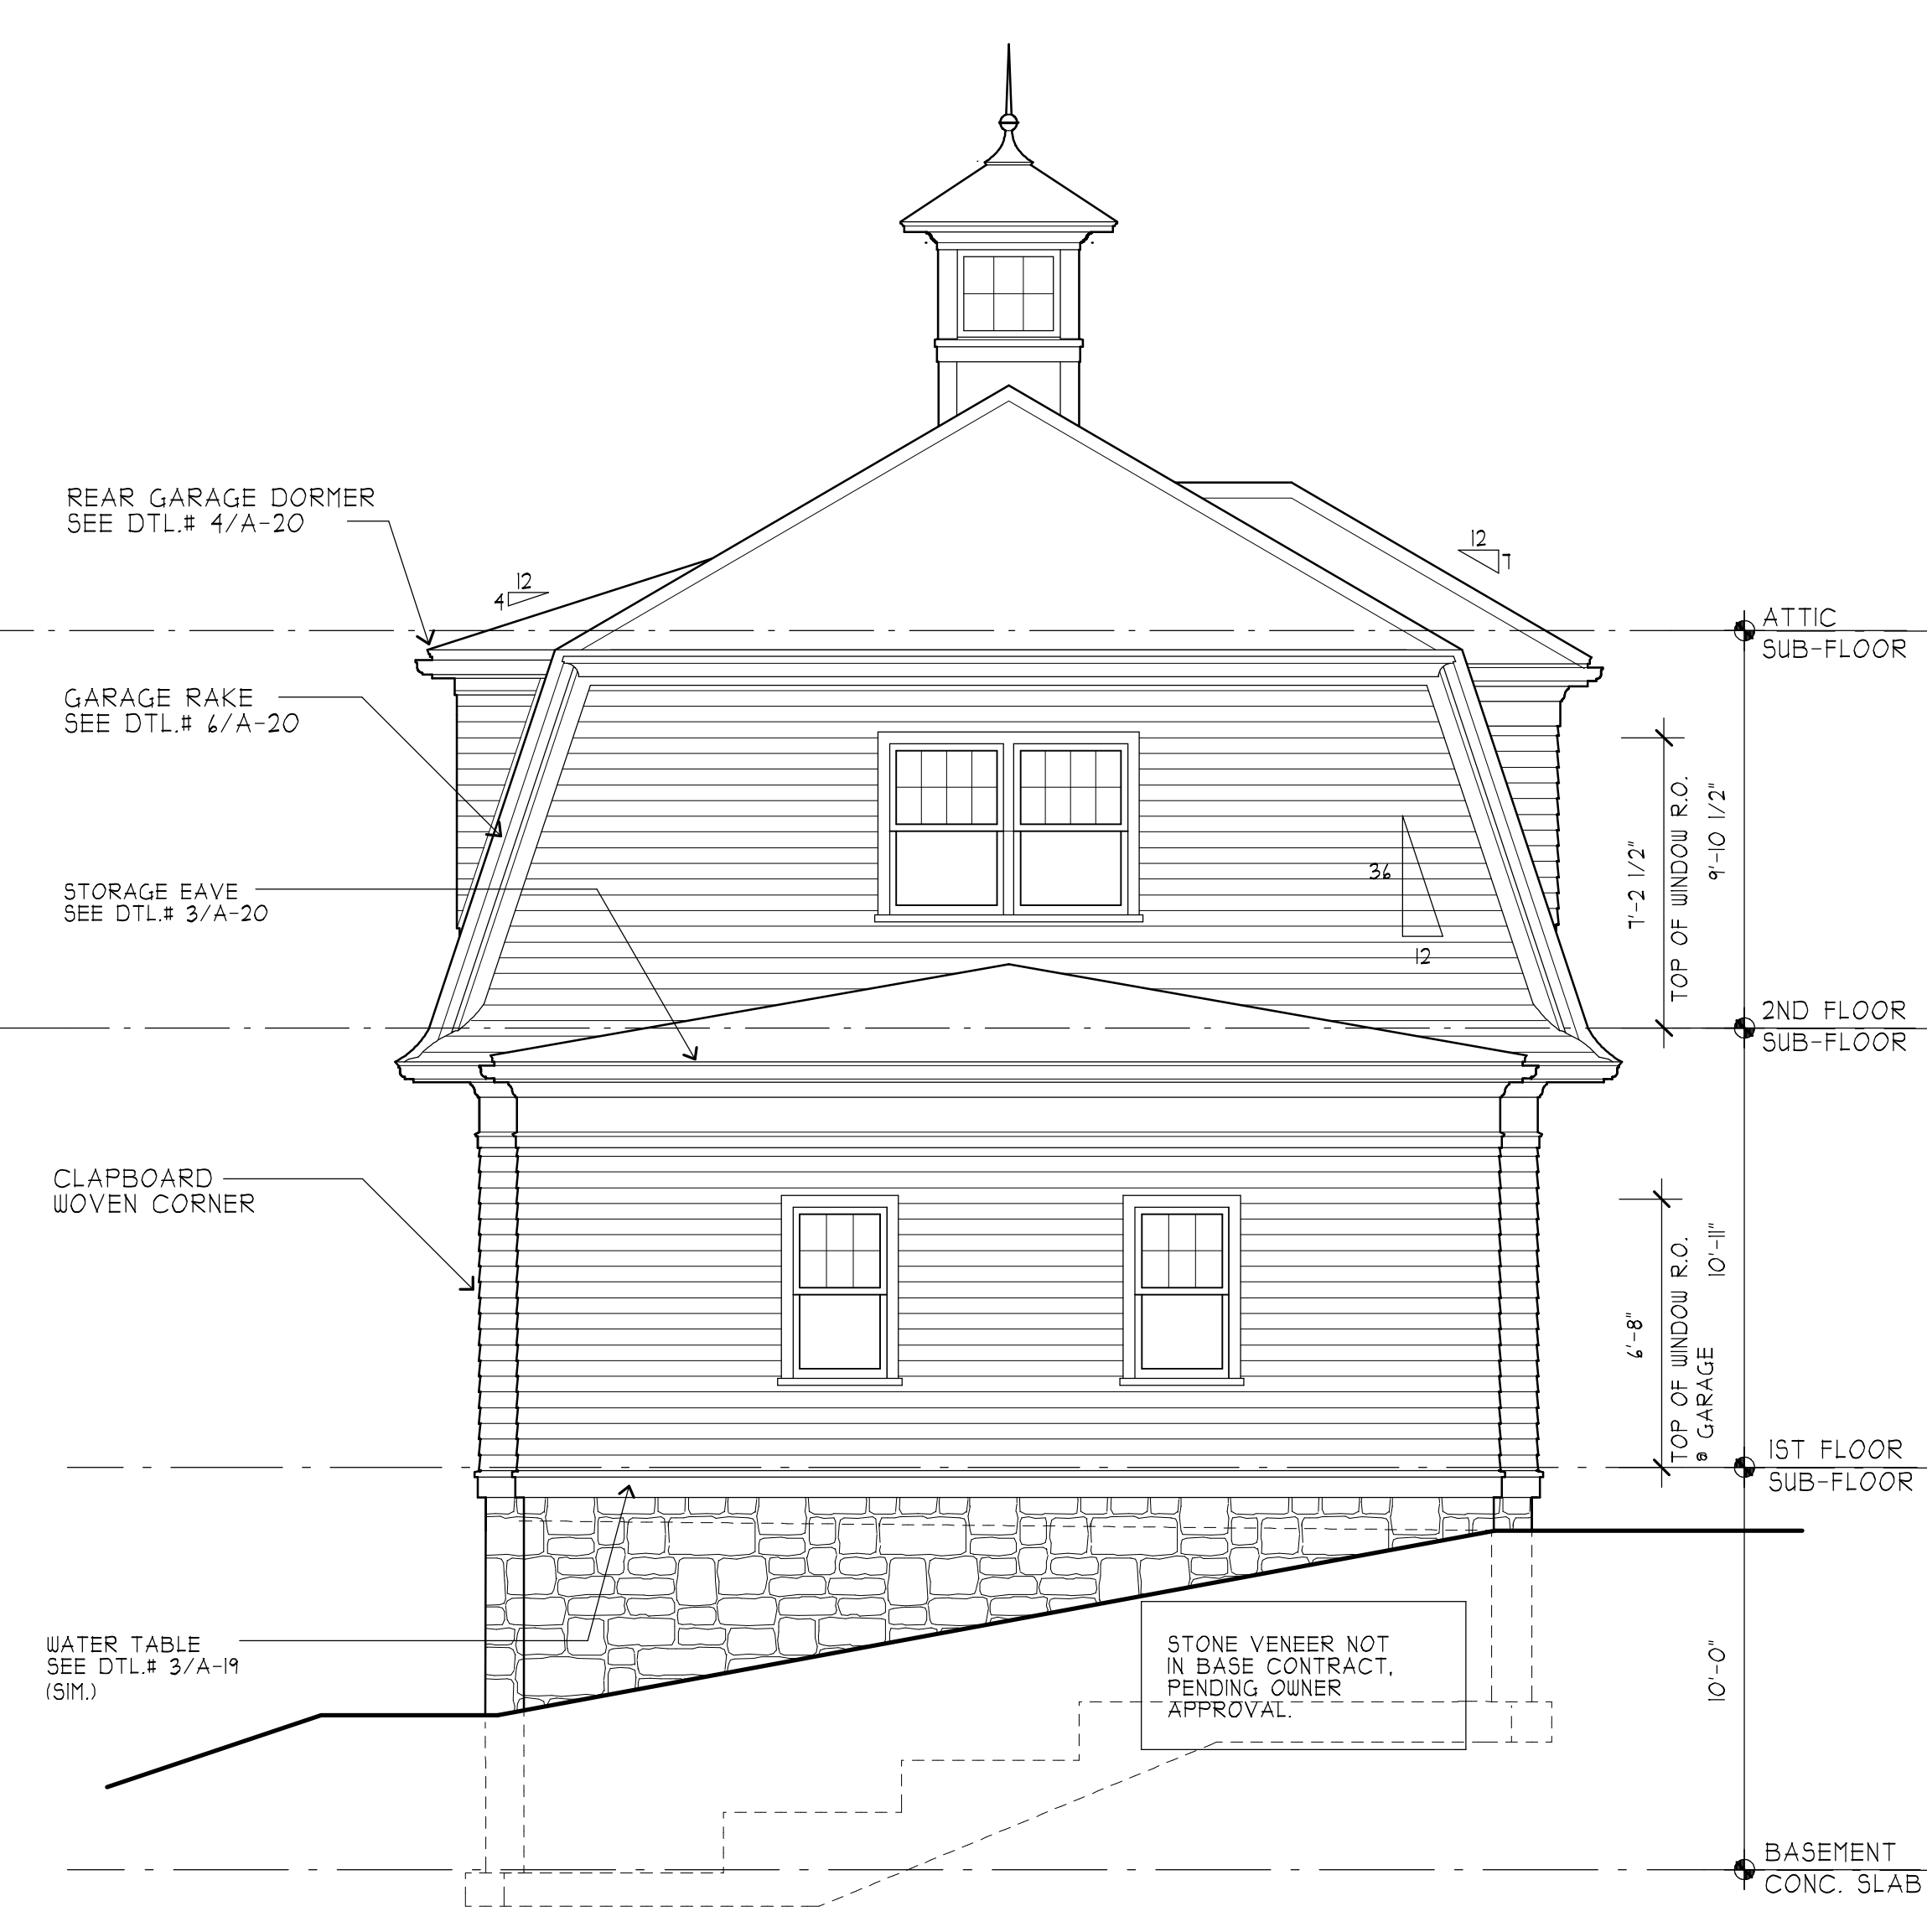 REAR GARAGE DORMER
SEE DTL.# 4/A-20
12
7
12
4
ATTIC
SUB-FLOOR
GARAGE RAKE
SEE DTL.# 6/A-20
7'-2 1/2"
TOP OF WINDOW R.O.
9'-10 1/2"
36
12
STORAGE EAVE
SEE DTL.# 3/A-20
2ND FLOOR
SUB-FLOOR
CLAPBOARD
WOVEN CORNER
6'-8"
TOP OF WINDOW R.O.
@ GARAGE
10'-11"
1ST FLOOR
SUB-FLOOR
WATER TABLE
SEE DTL.# 3/A-19
(SIM.)
STONE VENEER NOT
IN BASE CONTRACT,
PENDING OWNER
APPROVAL.
10'-0"
BASEMENT
CONC. SLAB